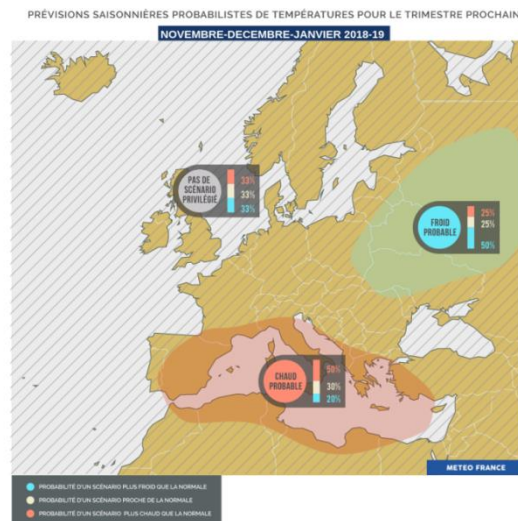 PRÉVISIONS SAISONNIÈRES PROBABILISTES DE TEMPÉRATURES POUR LE TRIMESTRE PROCHAIN
NOVEMBRE-DECEMBRE-JANVIER 2018-19
PAS DE
SCÉNARIO
PRIVILÉGIÉ
33%
33%
33%
FROID
PROBABLE
25%
25%
50%
CHAUD
PROBABLE
50%
30%
20%
METEO FRANCE
PROBABILITÉ D'UN SCÉNARIO PLUS FROID QUE LA NORMALE
PROBABILITÉ D'UN SCÉNARIO PROCHE DE LA NORMALE
PROBABILITÉ D'UN SCÉNARIO PLUS CHAUD QUE LA NORMALE